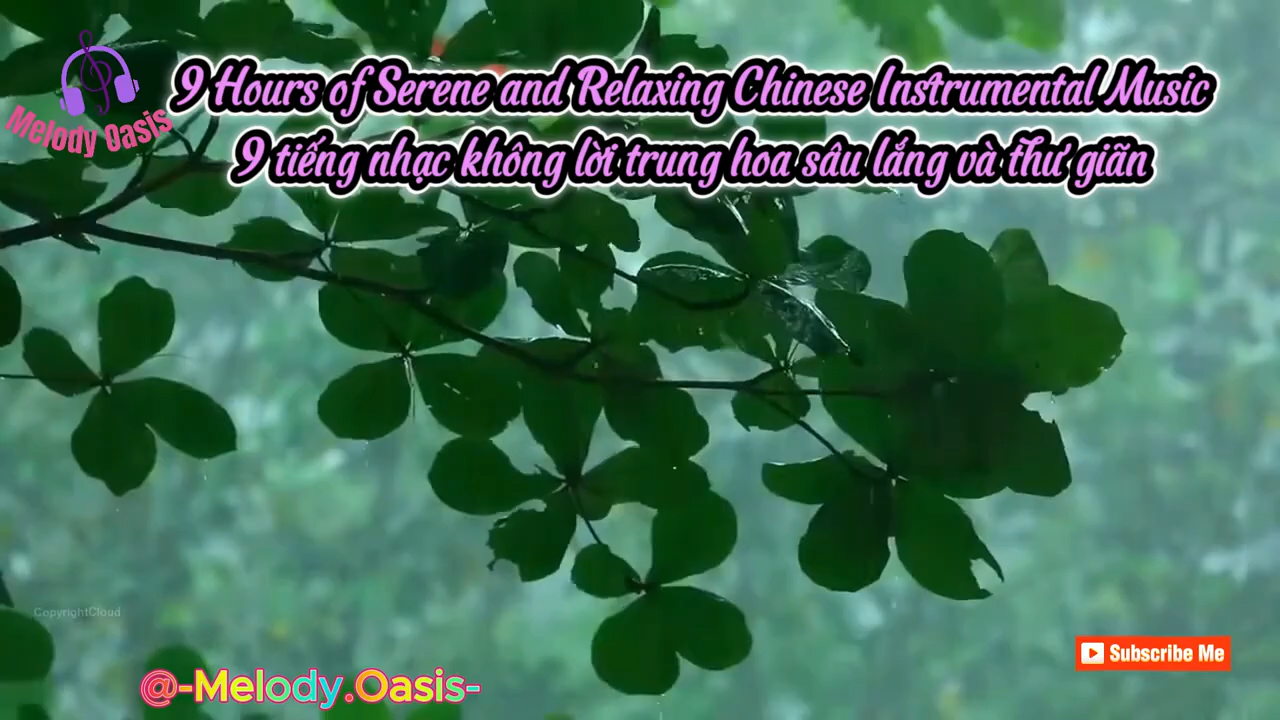 9 Hours of Serene and Relaxing Chinese Instrumental Music
Melody Oasis
9 tiếng nhạc không lời trung hoa sâu lắng và thư giãn
CopyrightCloud
Subscribe Me
@-Melody.Oasis-